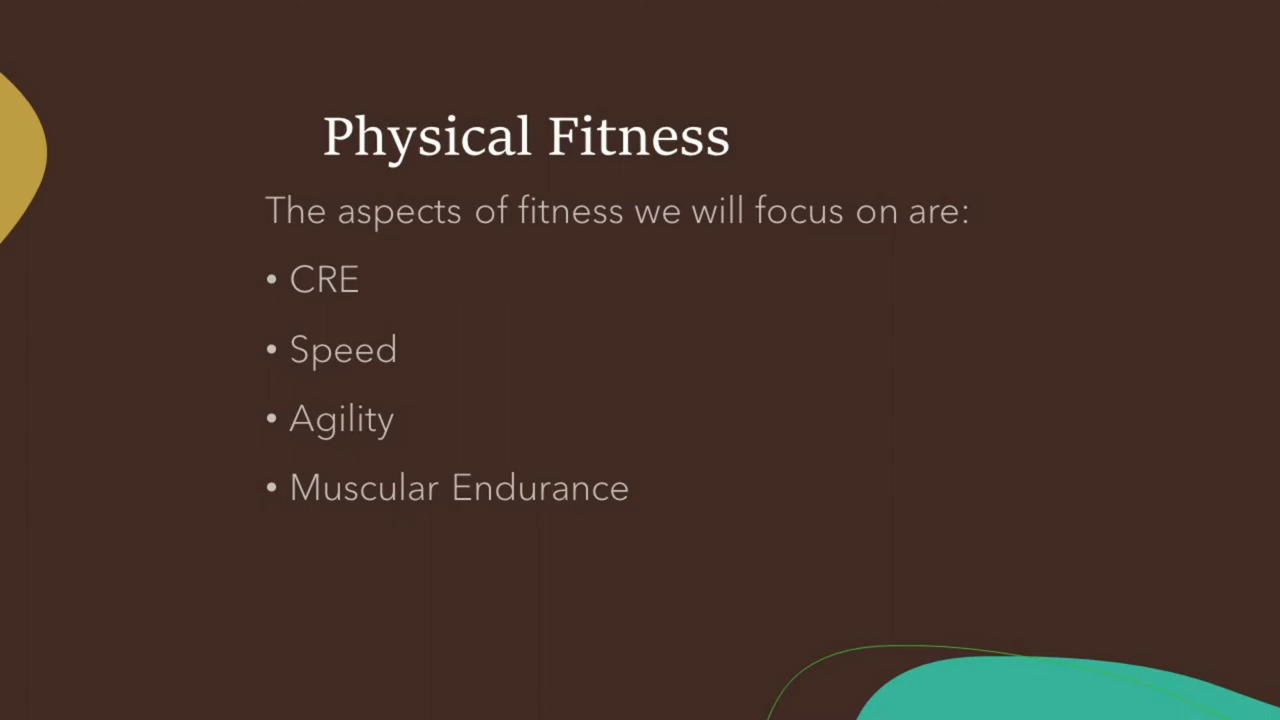 Physical Fitness
The aspects of fitness we will focus on are:
• CRE
• Speed
• Agility
• Muscular Endurance